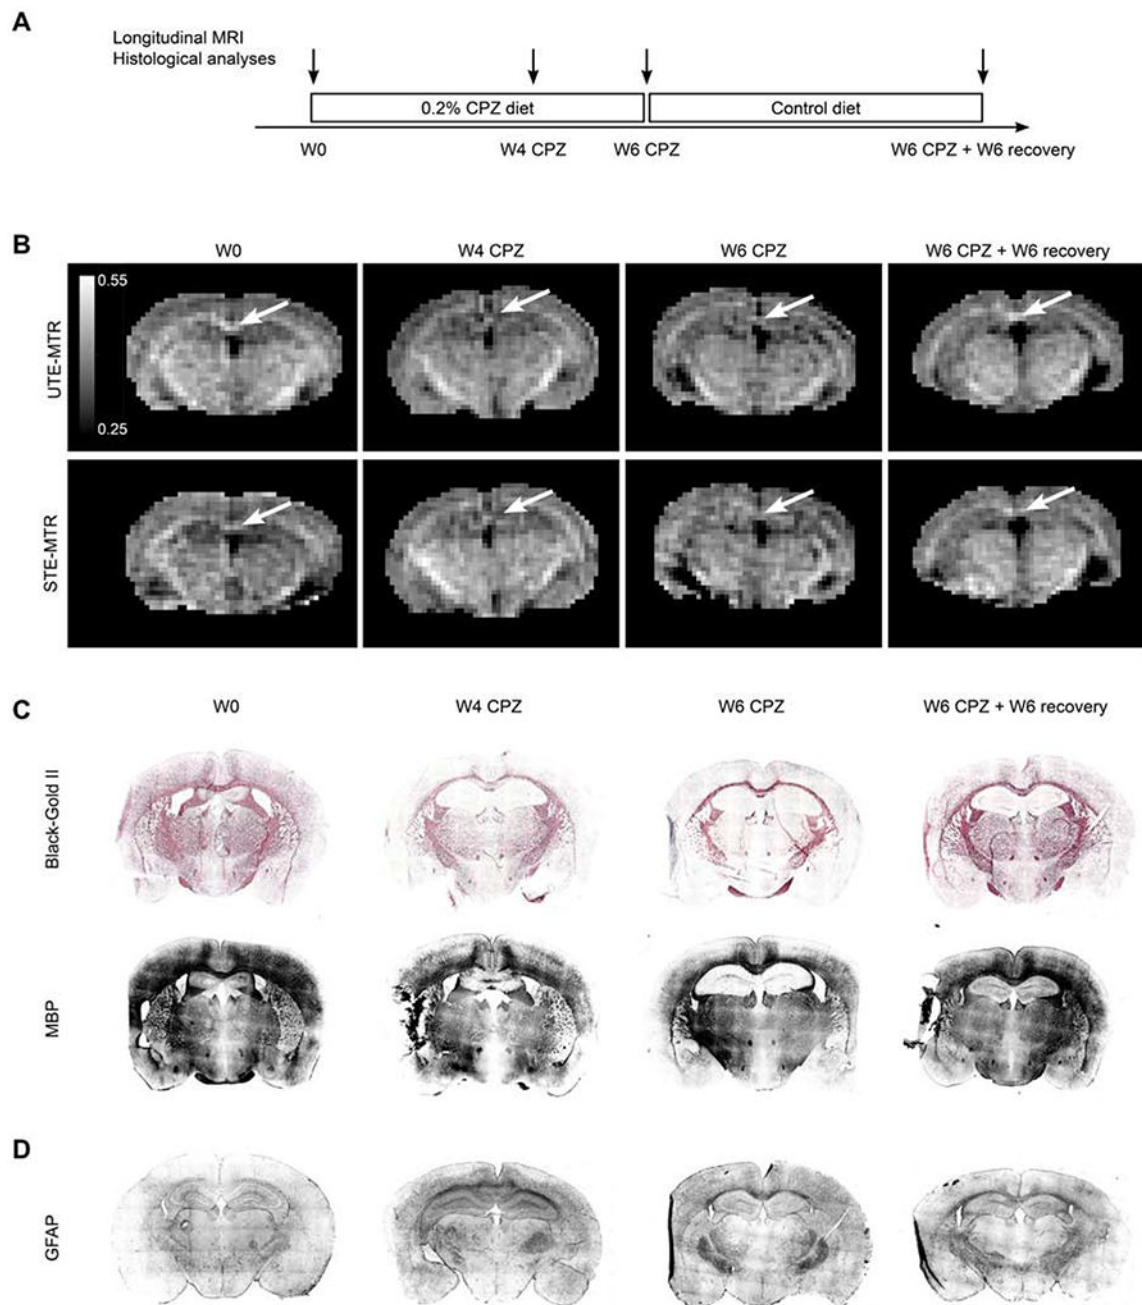 A
Longitudinal MRI
Histological analyses
0.2% CPZ diet
Control diet
W0
W4 CPZ
W6 CPZ
W6 CPZ + W6 recovery
B
W0
W4 CPZ
W6 CPZ
W6 CPZ + W6 recovery
UTE-MTR
0.55
0.25
STE-MTR
C
W0
W4 CPZ
W6 CPZ
W6 CPZ + W6 recovery
Black-Gold II
MBP
D
GFAP